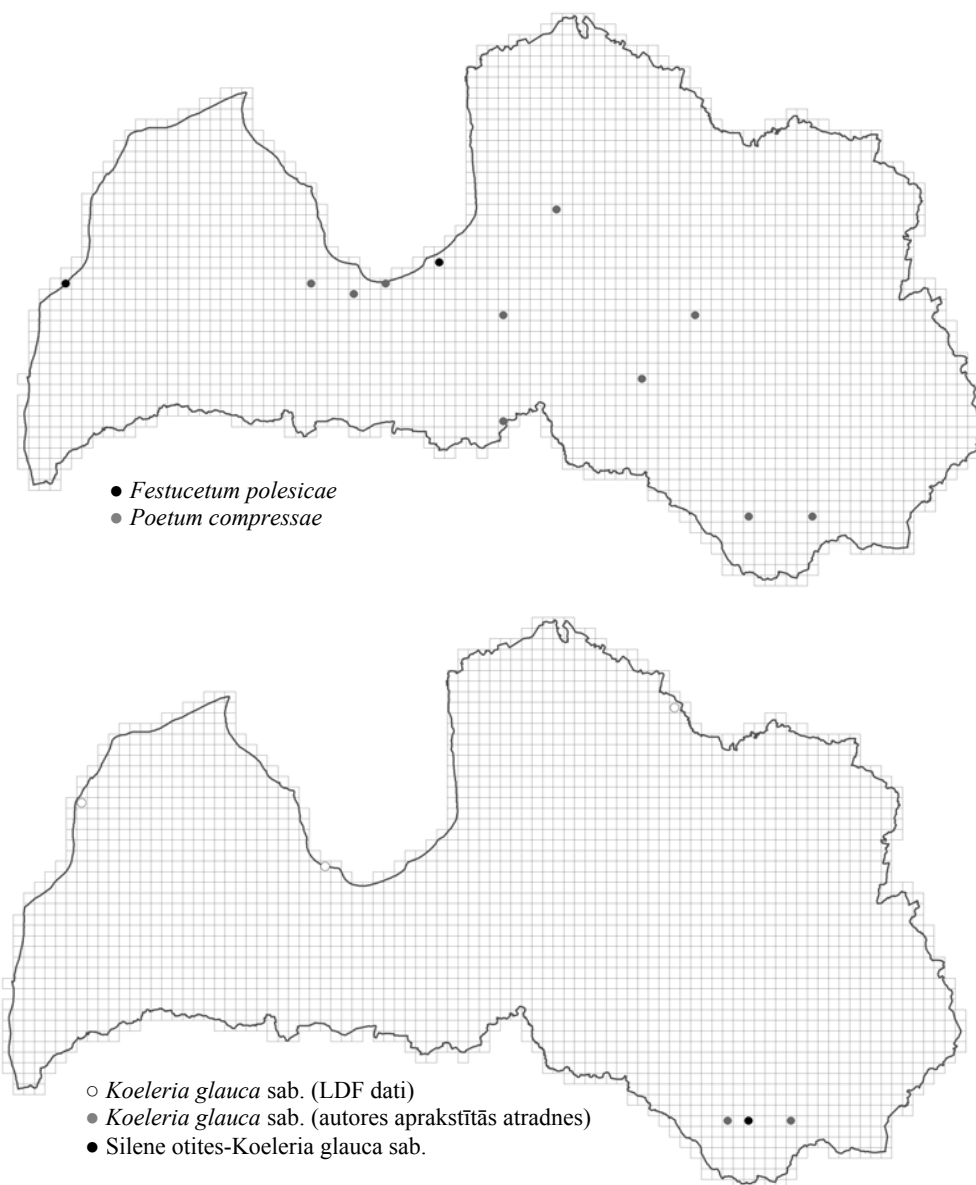 ● Festucetum polesicae
● Poetum compressae
○ Koeleria glauca sab. (LDF dati)
● Koeleria glauca sab. (autores aprakstītās atradnes)
● Silene otites-Koeleria glauca sab.